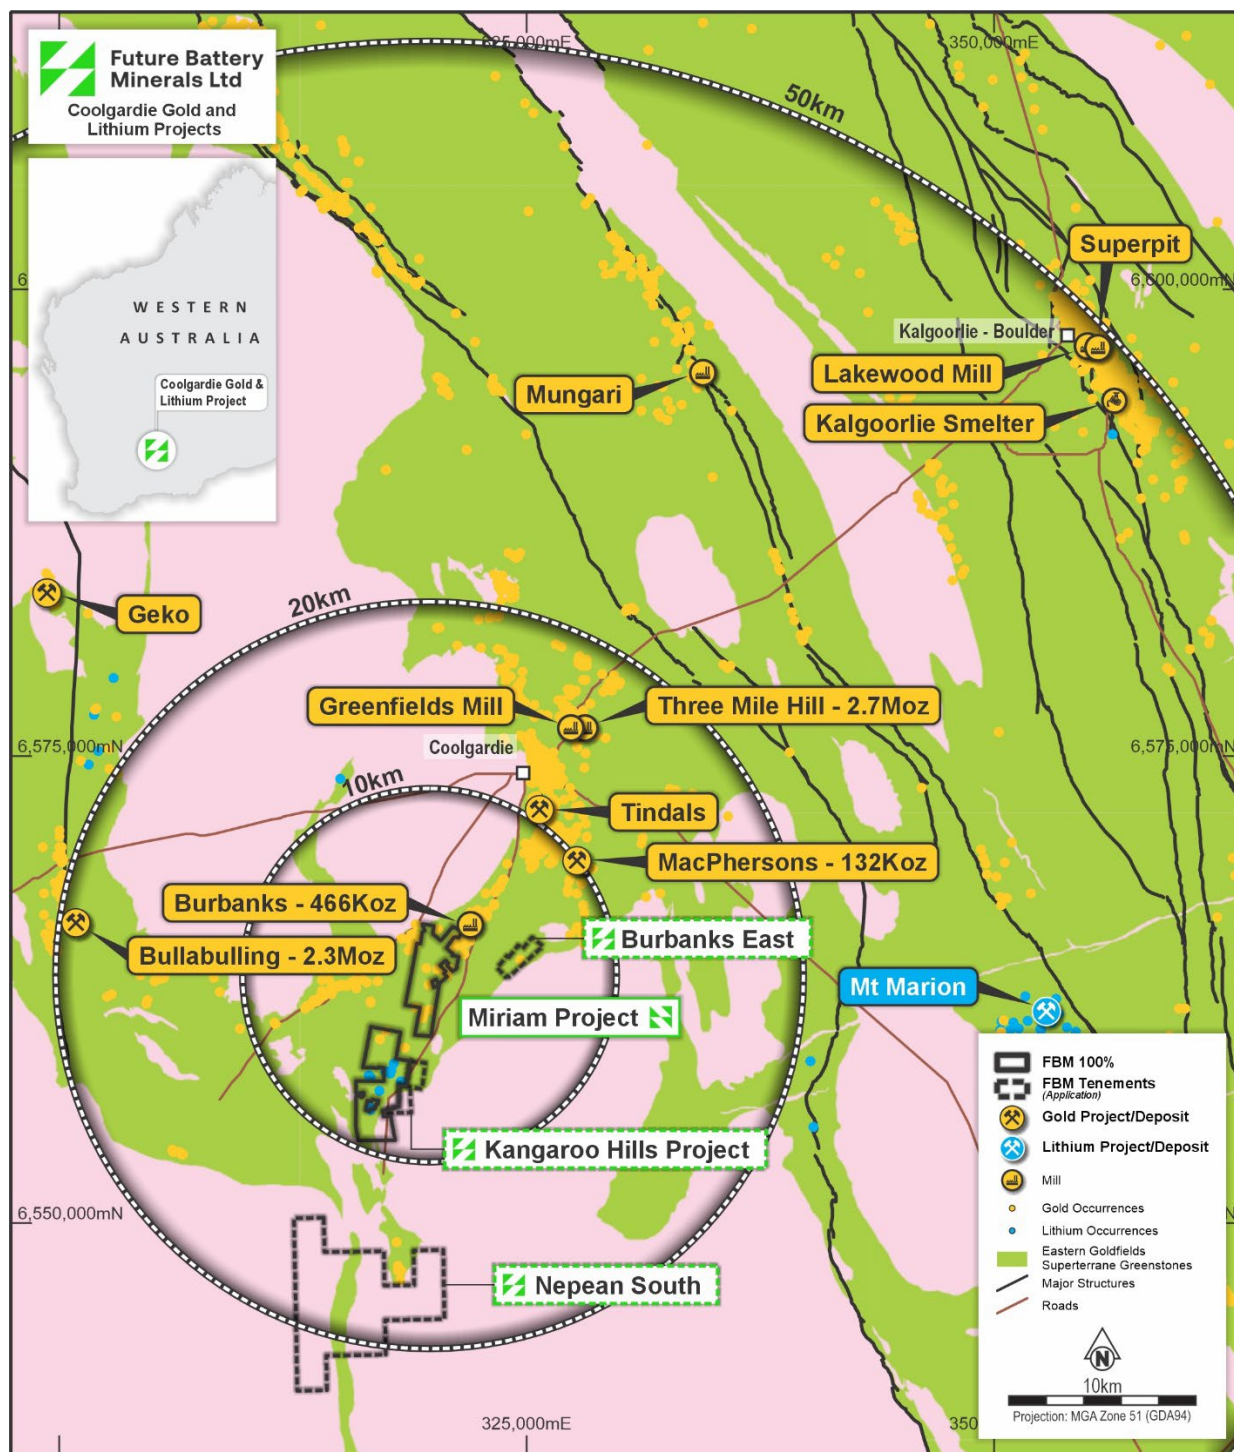 Future Battery
Minerals Ltd
Coolgardie Gold and
Lithium Projects
325,000mE
350,000mE
50km
WESTERN
AUSTRALIA
Coolgardie Gold &
Lithium Project
Superpit
6,600,000mN
Kalgoorlie - Boulder
Lakewood Mill
Mungari
Kalgoorlie Smelter
Geko
20km
Greenfields Mill
Three Mile Hill - 2.7Moz
Coolgardie
6,575,000mN
6,575,000mN
10km
Tindals
MacPhersons - 132Koz
Burbanks - 466Koz
Bullabulling - 2.3Moz
Burbanks East
Mt Marion
Miriam Project
Kangaroo Hills Project
6,550,000mN
Nepean South
325,000mE
FBM 100%
FBM Tenements
(Application)
Gold Project/Deposit
Lithium Project/Deposit
Mill
Gold Occurrences
Lithium Occurrences
Eastern Goldfields
Superterrane Greenstones
Major Structures
Roads
N
10km
Projection: MGA Zone 51 (GDA94)